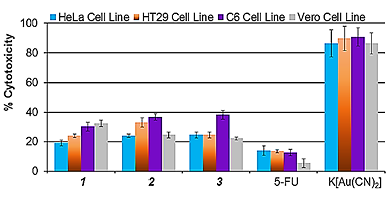 HeLa Cell Line HT29 Cell Line C6 Cell Line Vero Cell Line
% Cytotoxicity
100
80
60
40
20
0
1 2 3 5-FU K[Au(CN)₂]